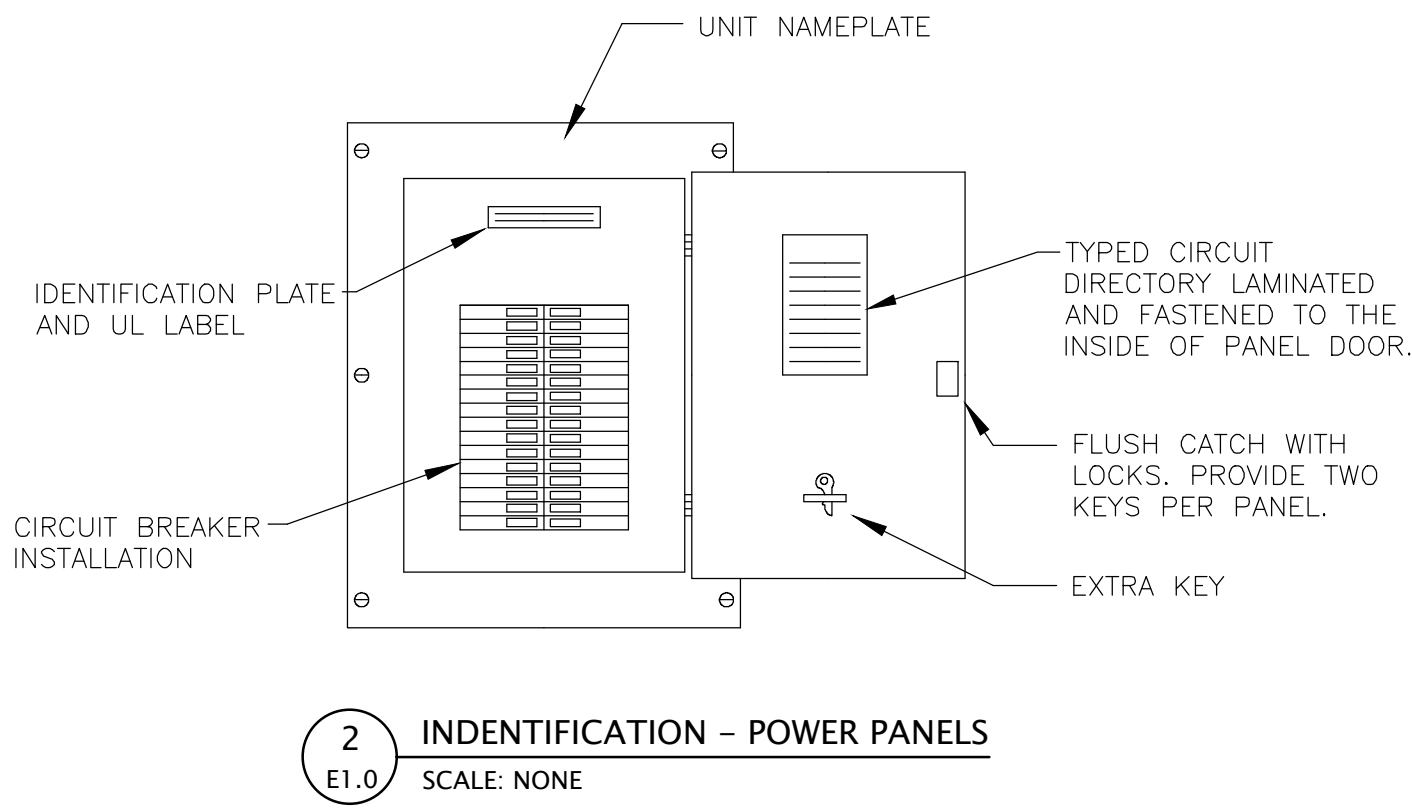 UNIT NAMEPLATE
IDENTIFICATION PLATE
AND UL LABEL
TYPED CIRCUIT
DIRECTORY LAMINATED
AND FASTENED TO THE
INSIDE OF PANEL DOOR.
FLUSH CATCH WITH
LOCKS. PROVIDE TWO
KEYS PER PANEL.
CIRCUIT BREAKER
INSTALLATION
EXTRA KEY
2
E1.0
INDENTIFICATION – POWER PANELS
SCALE: NONE